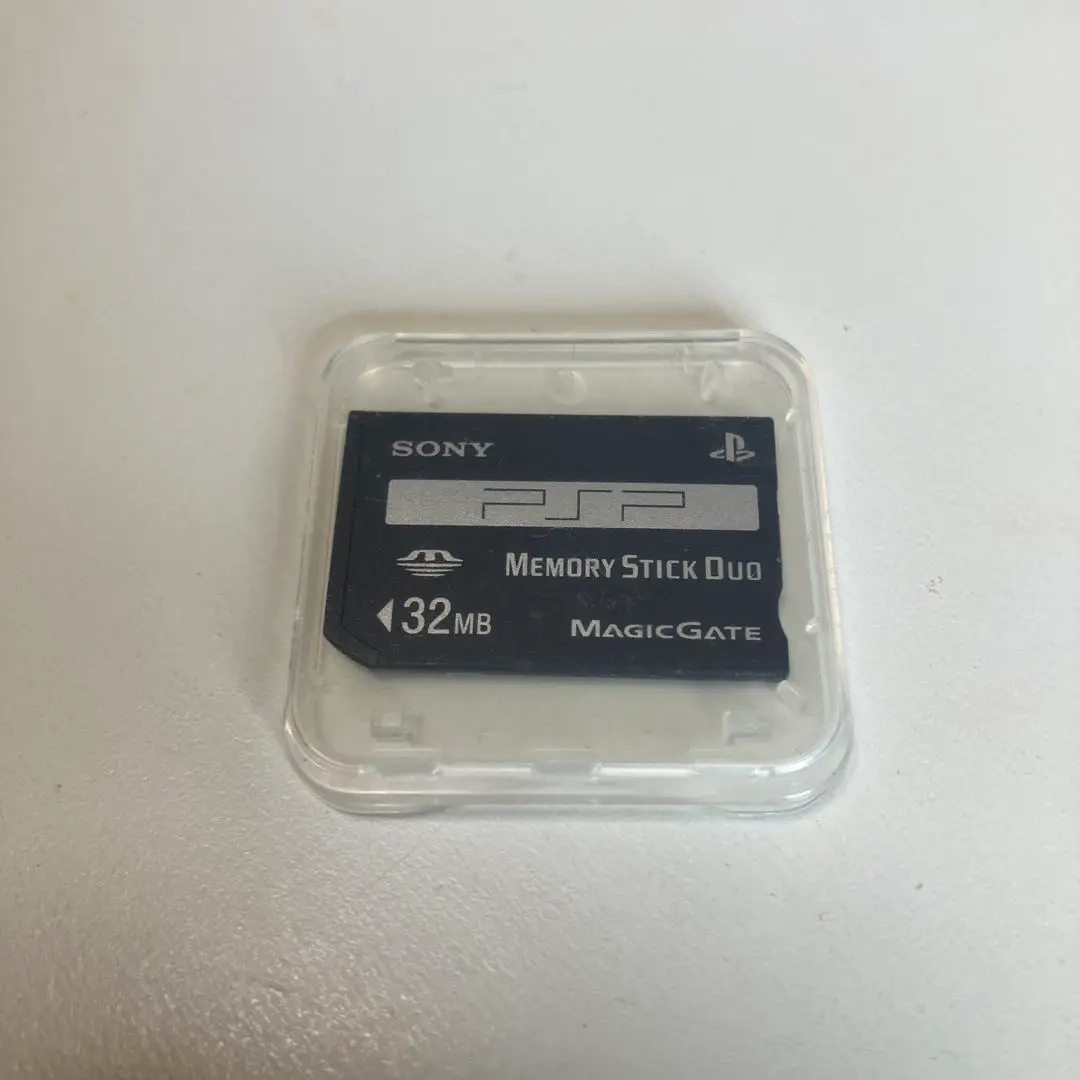 SONY
PSP
MEMORY STICK DUO
32MB
MAGICGATE